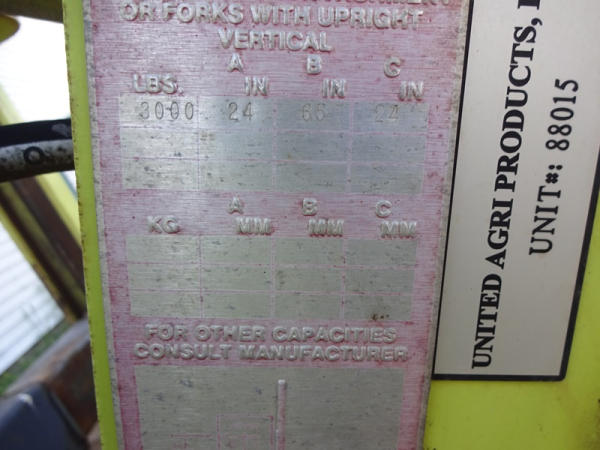 OR FORKS WITH UPRIGHT
VERTICAL
A B C
LBS. IN IN IN
3000 24 66 24
A B C
KG MM MM MM
FOR OTHER CAPACITIES
CONSULT MANUFACTURER
UNITED AGRI PRODUCTS,
UNIT#: 88015